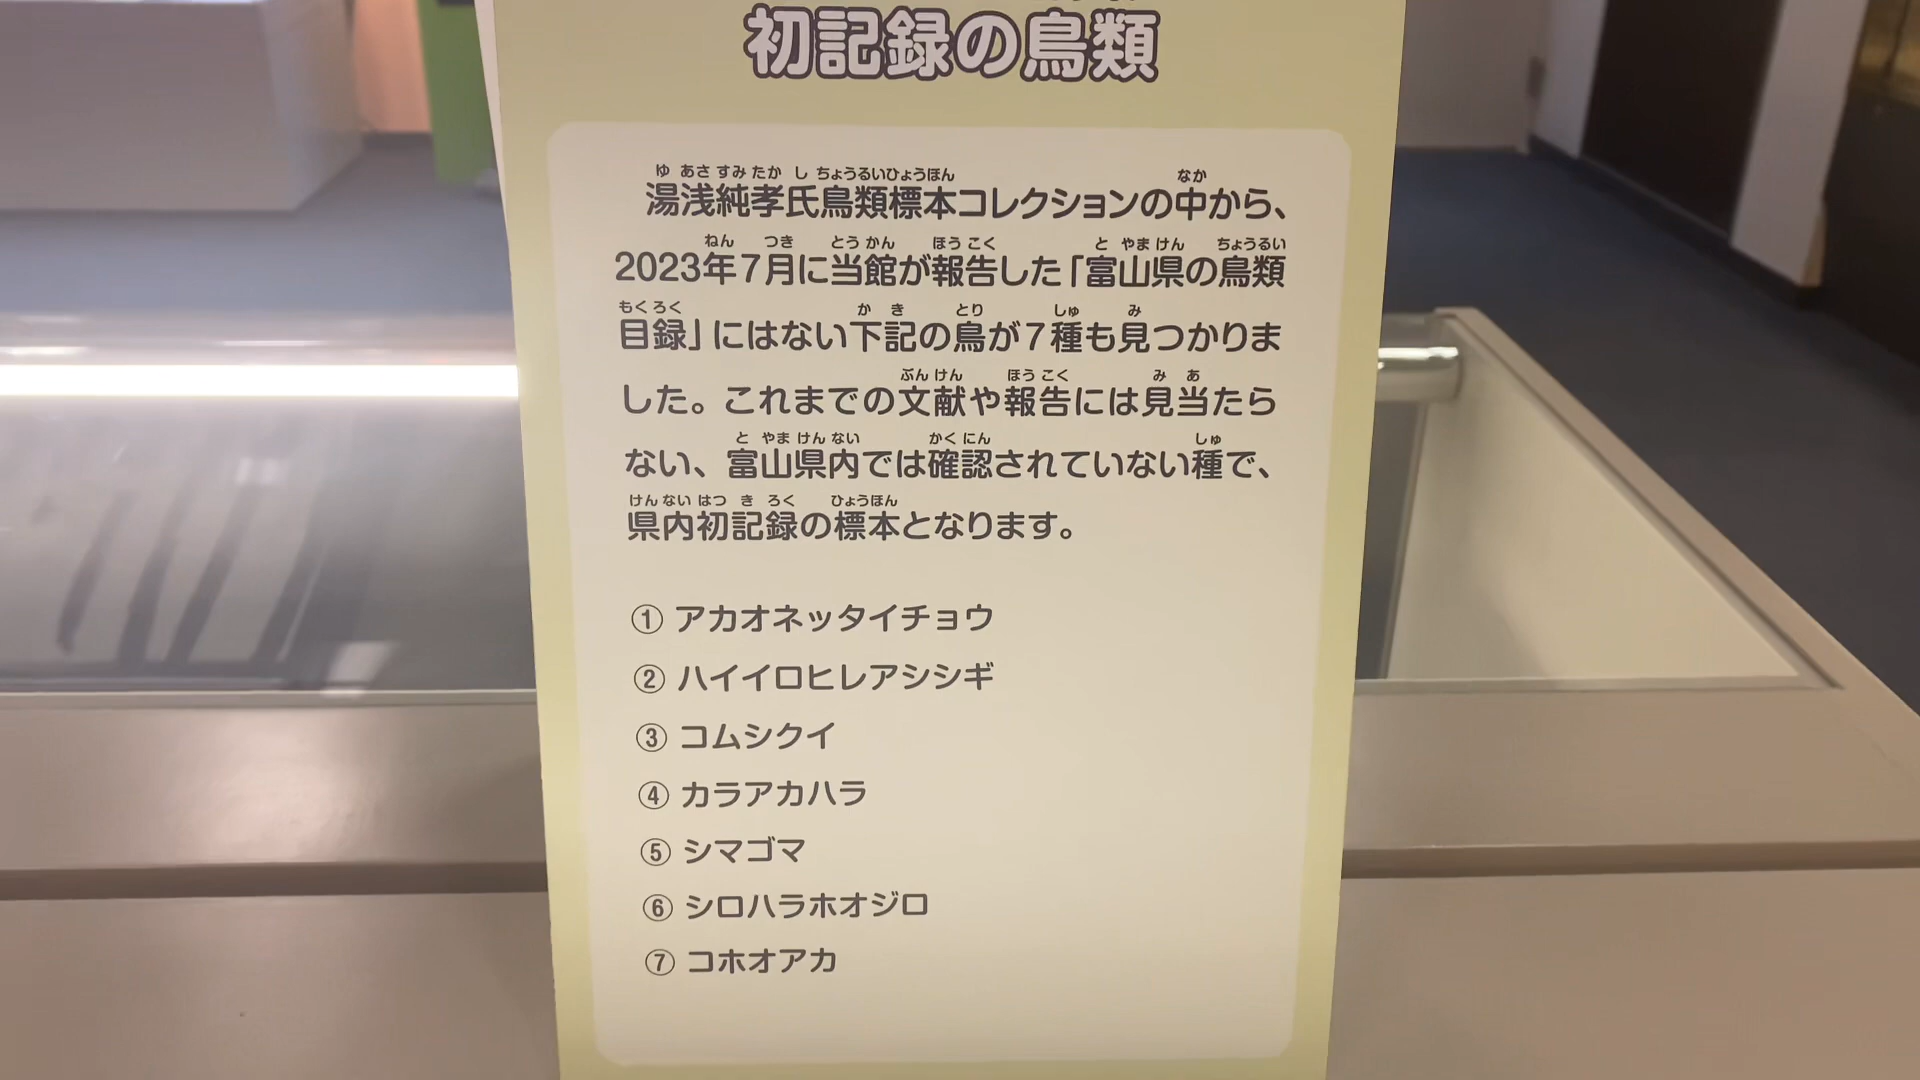 初記録の鳥類
ゆ あさ すみ たか し ちょうるいひょうほん なか
湯浅純孝氏鳥類標本コレクションの中から、
ねん つき とう かん ほう こく と やま けん ちょうるい
2023年7月に当館が報告した「富山県の鳥類
もくろく か き とり しゅ み
目録」にはない下記の鳥が7種も見つかりま
ぶん けん ほう こく み あ
した。これまでの文献や報告には見当たら
と やま けん ない かく にん しゅ
ない、富山県内では確認されていない種で、
けん ない はつ き ろく ひょうほん
県内初記録の標本となります。
① アカオネッタイチョウ
② ハイイロヒレアシシギ
③ コムシクイ
④ カラアカハラ
⑤ シマゴマ
⑥ シロハラホオジロ
⑦ コホオアカ